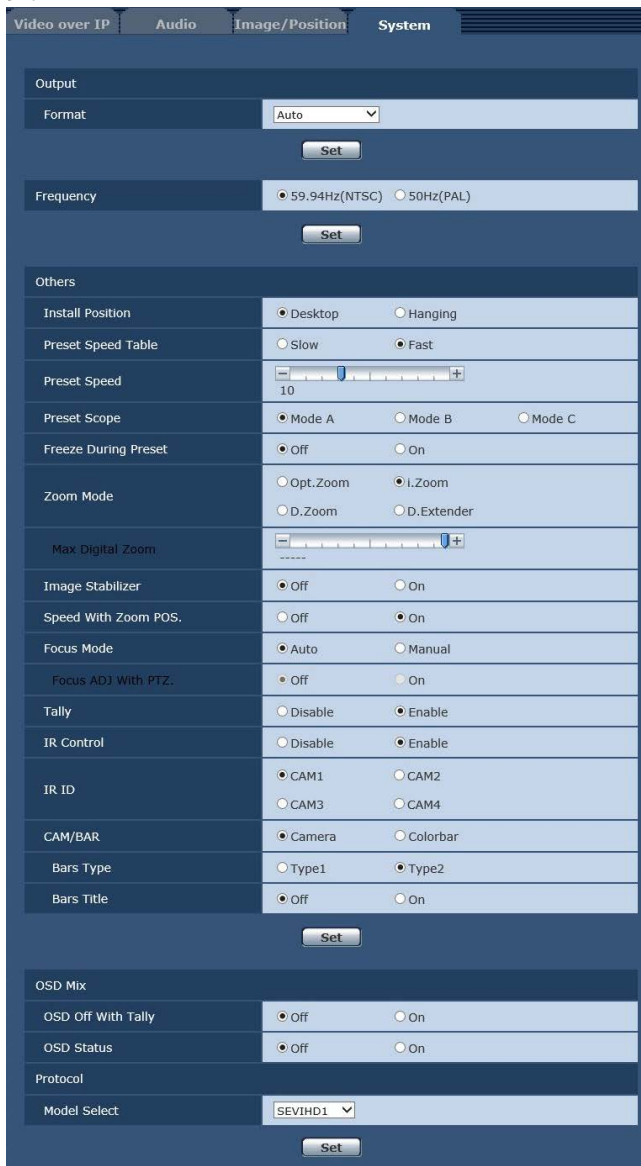 Video over IP Audio Image/Position System
Output
Format Auto
Set
Frequency 59.94Hz(NTSC) 50Hz(PAL)
Set
Others
Install Position Desktop Hanging
Preset Speed Table Slow Fast
Preset Speed
10
Preset Scope Mode A Mode B Mode C
Freeze During Preset Off On
Zoom Mode Opt.Zoom i.Zoom
D.Zoom D.Extender
Max Digital Zoom
-----
Image Stabilizer Off On
Speed With Zoom POS. Off On
Focus Mode Auto Manual
Focus ADJ With PTZ. Off On
Tally Disable Enable
IR Control Disable Enable
IR ID CAM1 CAM2
CAM3 CAM4
CAM/BAR Camera Colorbar
Bars Type Type1 Type2
Bars Title Off On
Set
OSD Mix
OSD Off With Tally Off On
OSD Status Off On
Protocol
Model Select SEVIHD1
Set